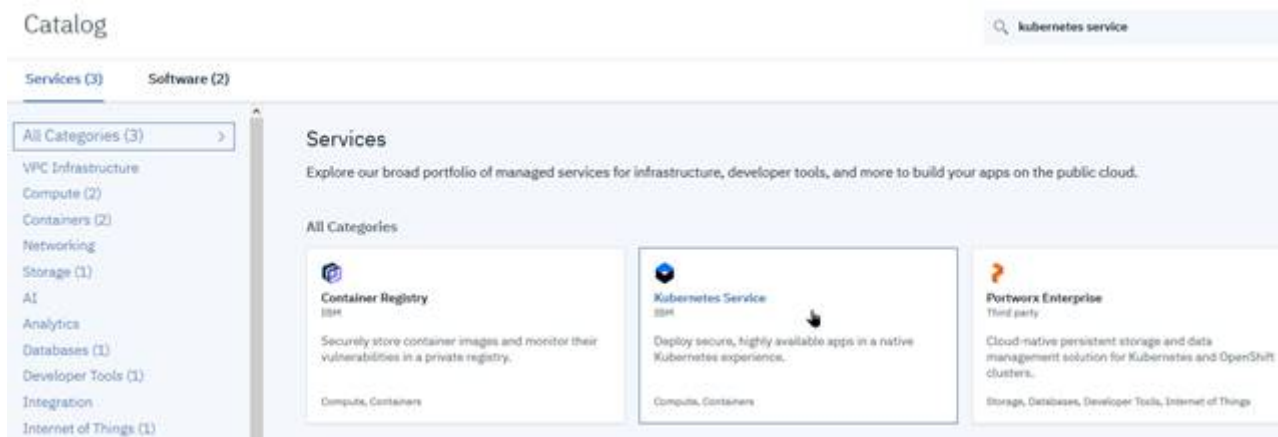 Catalog
kubernetes service
Services (3)
Software (2)
All Categories (3)
VPC Infrastructure
Compute (2)
Containers (2)
Networking
Storage (1)
AI
Analytics
Databases (1)
Developer Tools (1)
Integration
Internet of Things (1)
Services
Explore our broad portfolio of managed services for infrastructure, developer tools, and more to build your apps on the public cloud.
All Categories
Container Registry
IBM
Securely store container images and monitor their
vulnerabilities in a private registry.
Compute, Containers
Kubernetes Service
IBM
Deploy secure, highly available apps in a native
Kubernetes experience.
Compute, Containers
Portworx Enterprise
Third party
Cloud-native persistent storage and data
management solution for Kubernetes and OpenShift
clusters.
Storage, Databases, Developer Tools, Internet of Things